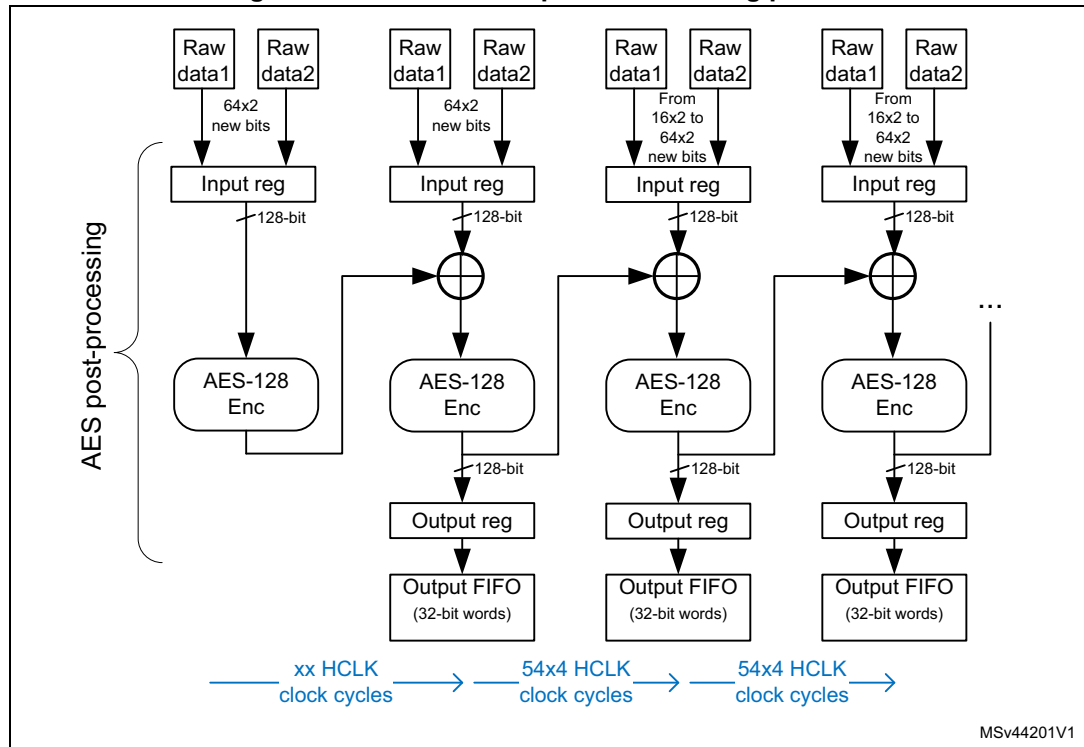 Raw
data1
Raw
data2
Raw
data1
Raw
data2
Raw
data1
Raw
data2
Raw
data1
Raw
data2
64x2
new bits
64x2
new bits
From
16x2 to
64x2
new bits
From
16x2 to
64x2
new bits
Input reg
Input reg
Input reg
Input reg
128-bit
128-bit
128-bit
128-bit
AES post-processing
...
AES-128
Enc
AES-128
Enc
AES-128
Enc
AES-128
Enc
128-bit
128-bit
128-bit
Output reg
Output reg
Output reg
Output FIFO
(32-bit words)
Output FIFO
(32-bit words)
Output FIFO
(32-bit words)
xx HCLK
clock cycles
54x4 HCLK
clock cycles
54x4 HCLK
clock cycles
MSv44201V1